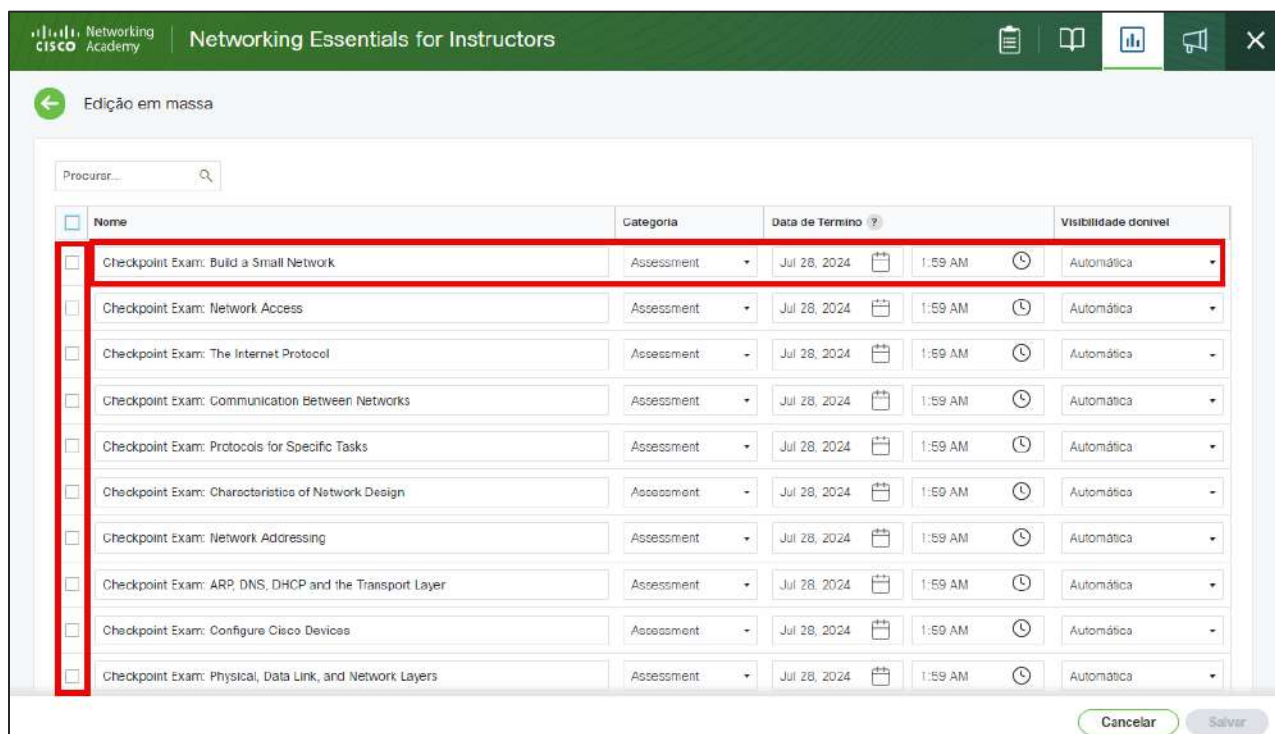 Networking
CISCO Academy
Networking Essentials for Instructors
Edição em massa
Procurar...
Nome Categoria Data de Termino ? Visibilidade donivel
Checkpoint Exam: Build a Small Network Assessment Jul 28, 2024 1:59 AM Automática
Checkpoint Exam: Network Access Assessment Jul 28, 2024 1:59 AM Automática
Checkpoint Exam: The Internet Protocol Assessment Jul 28, 2024 1:59 AM Automática
Checkpoint Exam: Communication Between Networks Assessment Jul 28, 2024 1:59 AM Automática
Checkpoint Exam: Protocols for Specific Tasks Assessment Jul 28, 2024 1:59 AM Automática
Checkpoint Exam: Characteristics of Network Design Assessment Jul 28, 2024 1:59 AM Automática
Checkpoint Exam: Network Addressing Assessment Jul 28, 2024 1:59 AM Automática
Checkpoint Exam: ARP, DNS, DHCP and the Transport Layer Assessment Jul 28, 2024 1:59 AM Automática
Checkpoint Exam: Configure Cisco Devices Assessment Jul 28, 2024 1:59 AM Automática
Checkpoint Exam: Physical, Data Link, and Network Layers Assessment Jul 28, 2024 1:59 AM Automática
Cancelar Salvar